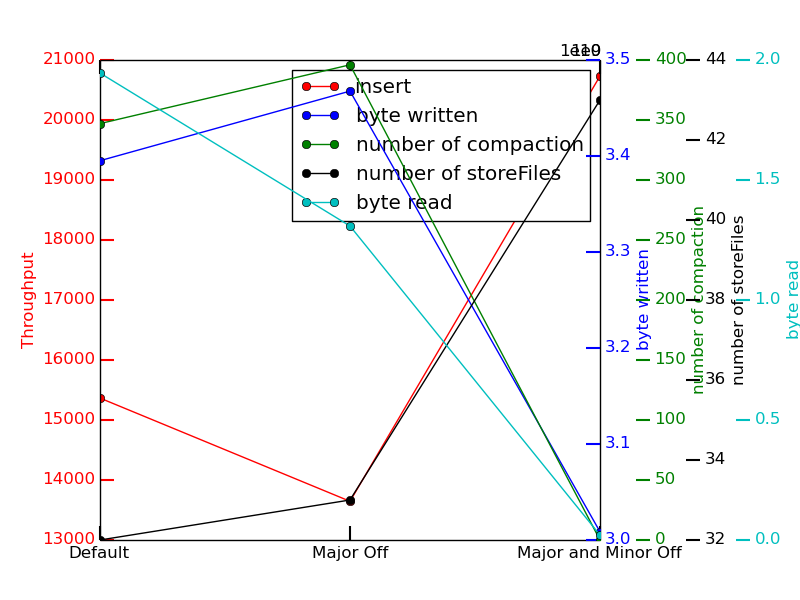 1e10
1e9
21000
20000
19000
18000
17000
16000
15000
14000
13000
Throughput
insert
byte written
number of compaction
number of storeFiles
byte read
3.5
3.4
3.3
3.2
3.1
3.0
byte written
400
350
300
250
200
150
100
50
0
number of compaction
44
42
40
38
36
34
32
number of storeFiles
2.0
1.5
1.0
0.5
0.0
byte read
Default
Major Off
Major and Minor Off